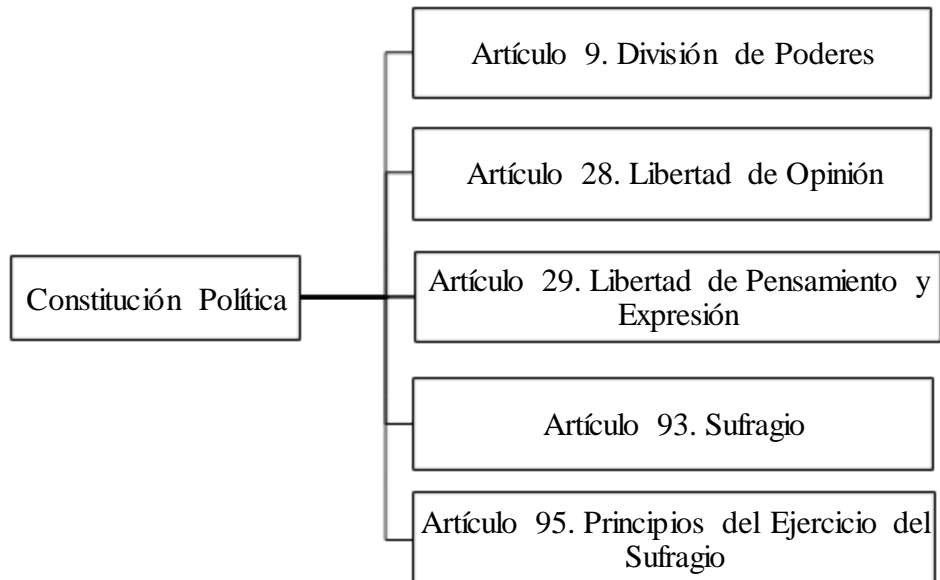 Artículo 9. División de Poderes
Artículo 28. Libertad de Opinión
Constitución Política
Artículo 29. Libertad de Pensamiento y
Expresión
Artículo 93. Sufragio
Artículo 95. Principios del Ejercicio del
Sufragio